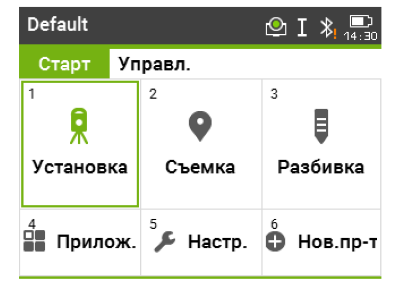 Default
I
14:30
Старт Управл.
1 2 3
Установка Съемка Разбивка
4 5 6
Прилож. Настр. Нов.пр-т